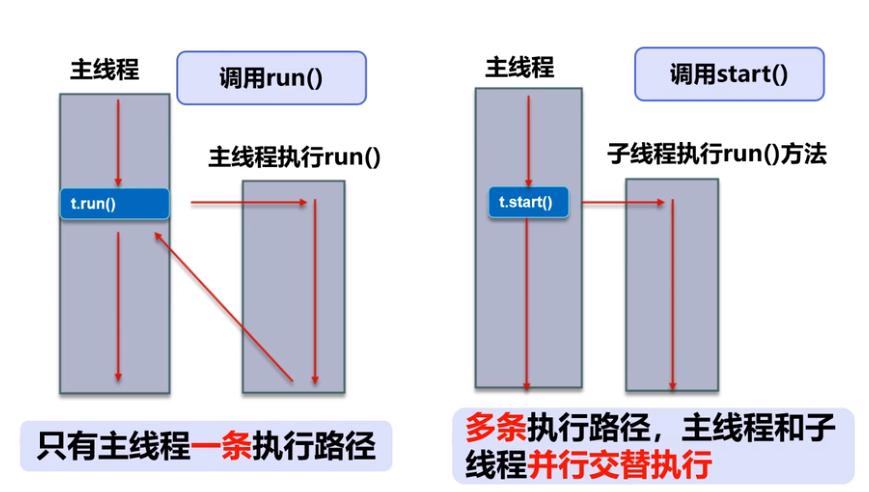 主线程
调用run()
主线程执行run()
t.run()
只有主线程一条执行路径
主线程
调用start()
子线程执行run()方法
t.start()
多条执行路径，主线程和子
线程并行交替执行